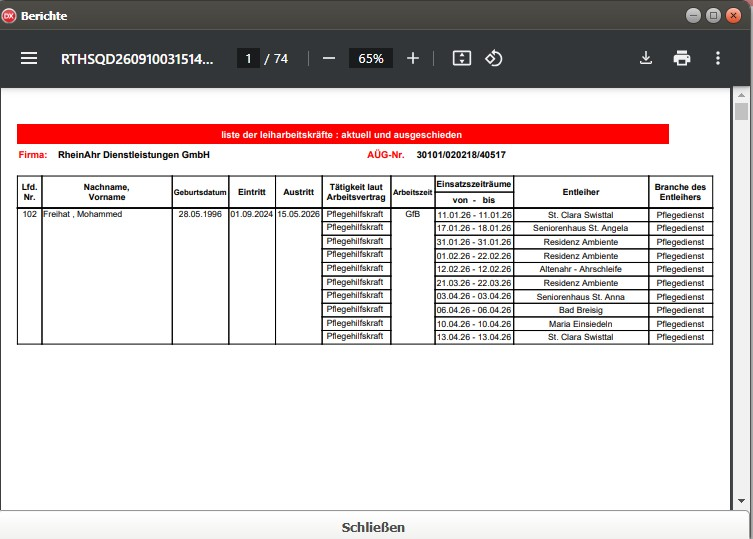 DX Berichte
RTHSQD260910031514... 1 / 74 65%
liste der leiharbeitskräfte : aktuell und ausgeschieden
Firma: RheinAhr Dienstleistungen GmbH AÜG-Nr. 30101/020218/40517
Lfd. Nr. Nachname, Vorname Geburtsdatum Eintritt Austritt Tätigkeit laut Arbeitsvertrag Arbeitszeit Einsatzszeiträume von - bis Entleiher Branche des Entleihers
102 Freihat , Mohammed 28.05.1996 01.09.2024 15.05.2026 Pflegehilfskraft GfB 11.01.26 - 11.01.26 St. Clara Swisttal Pflegedienst
Pflegehilfskraft 17.01.26 - 18.01.26 Seniorenhaus St. Angela Pflegedienst
Pflegehilfskraft 31.01.26 - 31.01.26 Residenz Ambiente Pflegedienst
Pflegehilfskraft 01.02.26 - 22.02.26 Residenz Ambiente Pflegedienst
Pflegehilfskraft 12.02.26 - 12.02.26 Altenahr - Ahrschleife Pflegedienst
Pflegehilfskraft 21.03.26 - 22.03.26 Residenz Ambiente Pflegedienst
Pflegehilfskraft 03.04.26 - 03.04.26 Seniorenhaus St. Anna Pflegedienst
Pflegehilfskraft 06.04.26 - 06.04.26 Bad Breisig Pflegedienst
Pflegehilfskraft 10.04.26 - 10.04.26 Maria Einsiedeln Pflegedienst
Pflegehilfskraft 13.04.26 - 13.04.26 St. Clara Swisttal Pflegedienst
Schließen